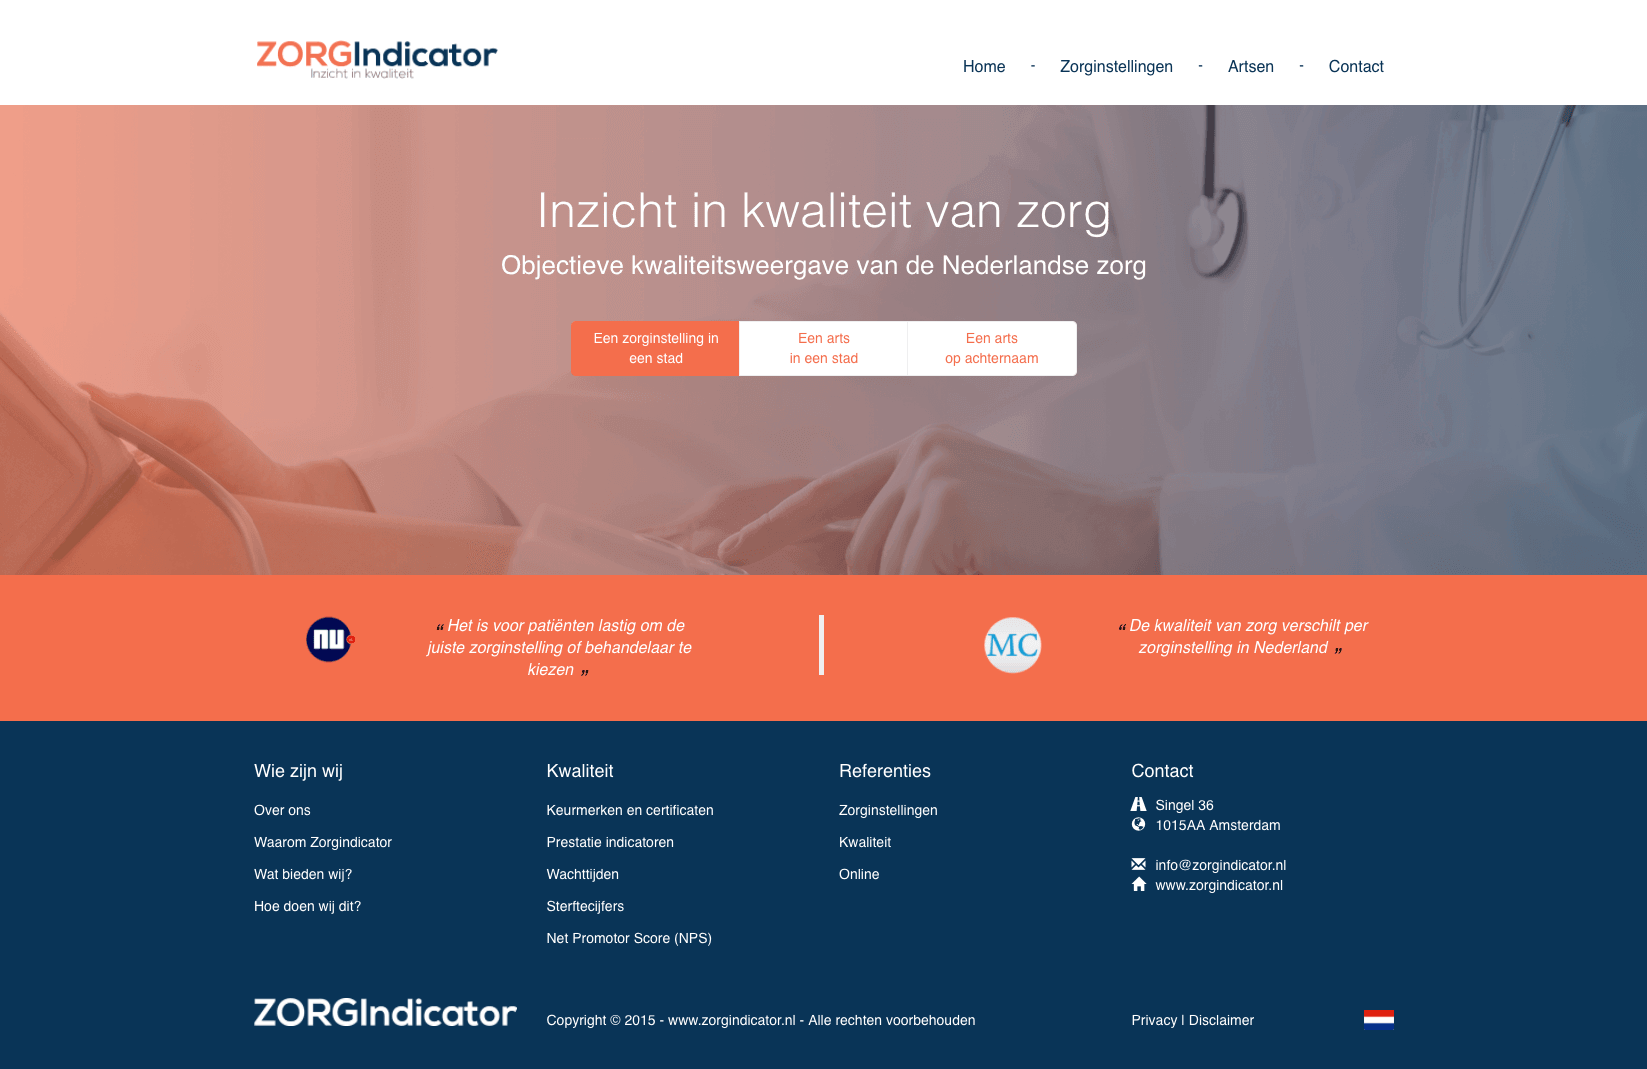 ZORGIndicator
Inzicht in kwaliteit
Home - Zorginstellingen - Artsen - Contact
Inzicht in kwaliteit van zorg
Objectieve kwaliteitsweergave van de Nederlandse zorg
Een zorginstelling in
een stad
Een arts
in een stad
Een arts
op achternaam
NU
“ Het is voor patiënten lastig om de
juiste zorginstelling of behandelaar te
kiezen ”
MC
“ De kwaliteit van zorg verschilt per
zorginstelling in Nederland ”
Wie zijn wij
Over ons
Waarom Zorgindicator
Wat bieden wij?
Hoe doen wij dit?
Kwaliteit
Keurmerken en certificaten
Prestatie indicatoren
Wachttijden
Sterftecijfers
Net Promotor Score (NPS)
Referenties
Zorginstellingen
Kwaliteit
Online
Contact
Singel 36
1015AA Amsterdam
info@zorgindicator.nl
www.zorgindicator.nl
ZORGIndicator
Copyright © 2015 - www.zorgindicator.nl - Alle rechten voorbehouden
Privacy | Disclaimer